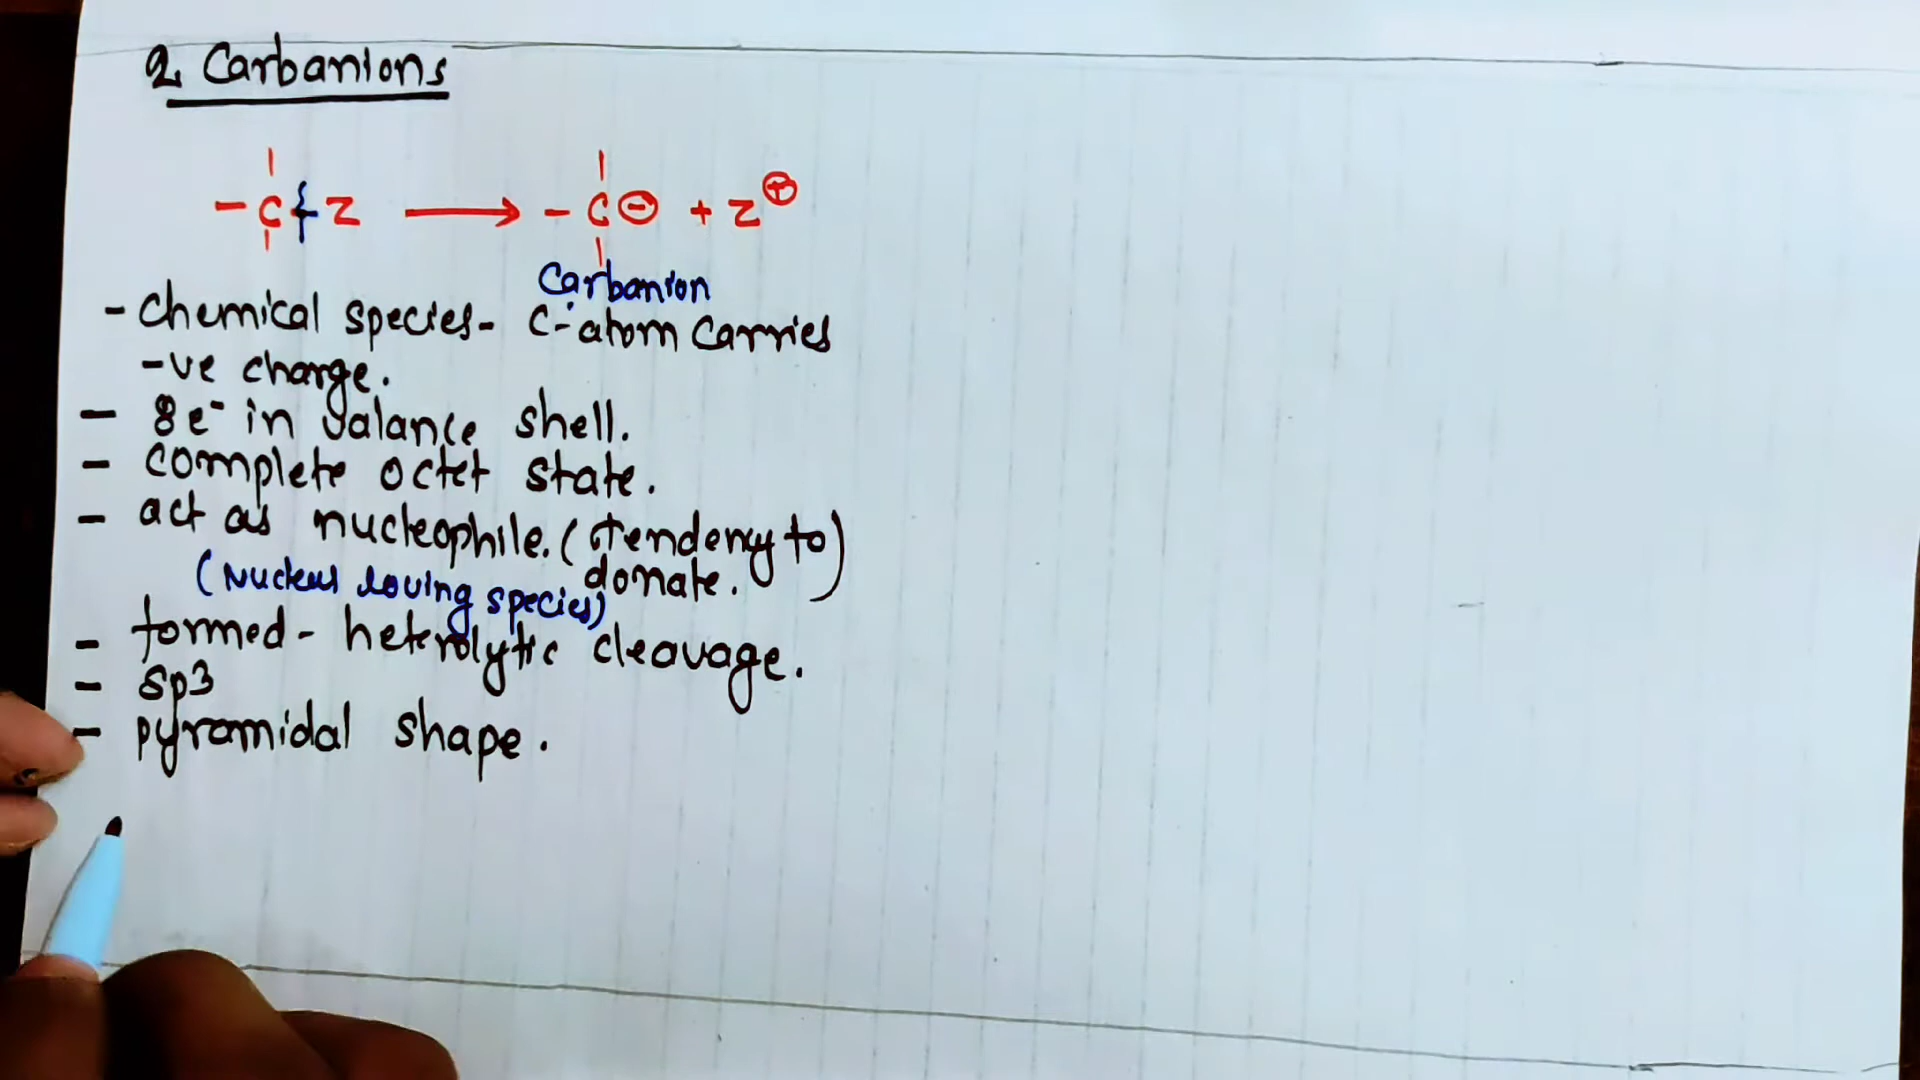 2. Carbanions
- C - Z → - C ⊖ + Z ⊕
Carbanion
- chemical species - C-atom carries
-ve charge.
- 8e⁻ in valance shell.
- complete octet state.
- act as nucleophile. (tendency to)
donate.
(Nucleus loving species)
- formed - heterolytic cleavage.
- sp3
- pyramidal shape.